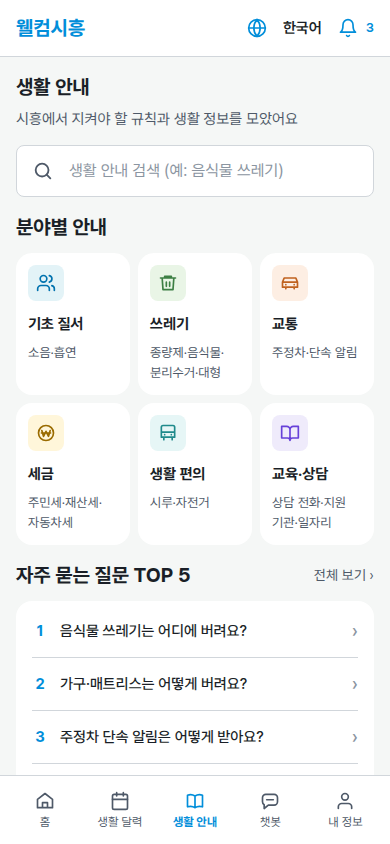 웰컴시흥
한국어
3
생활 안내
시흥에서 지켜야 할 규칙과 생활 정보를 모았어요
생활 안내 검색 (예: 음식물 쓰레기)
분야별 안내
기초 질서
소음·흡연
쓰레기
종량제·음식물·
분리수거·대형
교통
주정차·단속 알림
세금
주민세·재산세·
자동차세
생활 편의
시루·자전거
교육·상담
상담 전화·지원
기관·일자리
자주 묻는 질문 TOP 5
전체 보기 ›
1 음식물 쓰레기는 어디에 버려요? ›
2 가구·매트리스는 어떻게 버려요? ›
3 주정차 단속 알림은 어떻게 받아요? ›
홈
생활 달력
생활 안내
챗봇
내 정보